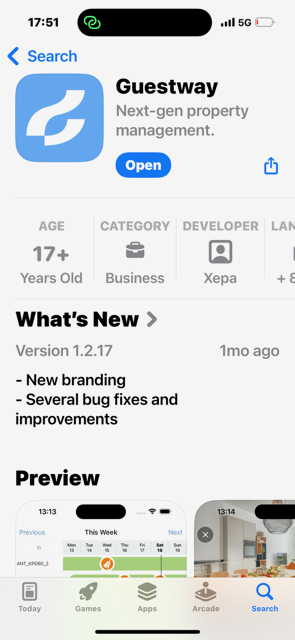 17:51
5G
Search
Guestway
Next-gen property
management.
Open
AGE
CATEGORY
DEVELOPER
LAN
17+
Years Old
Business
Xepa
+ 8
What's New
Version 1.2.17
1mo ago
- New branding
- Several bug fixes and
improvements
Preview
13:13
13:14
Previous
This Week
Next
Mon Tue Wed Thu Fri Sat Sun
13 14 15 16 17 18 19
ANT_KPD60_2
Today
Games
Apps
Arcade
Search